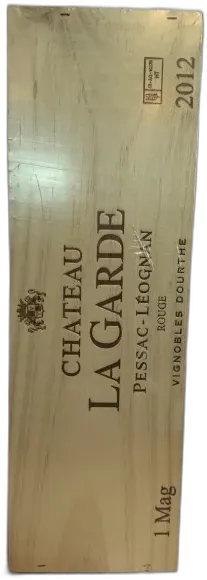 2012
CHATEAU
LA GARDE
PESSAC-LÉOGNAN
ROUGE
VIGNOBLES DOURTHE
1 Mag